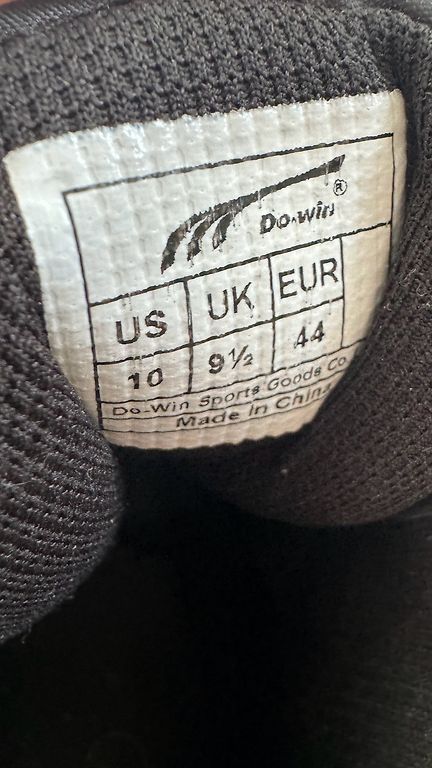 Do-win®
US UK EUR
10 9½ 44
Do-Win Sports Goods Co
Made in China